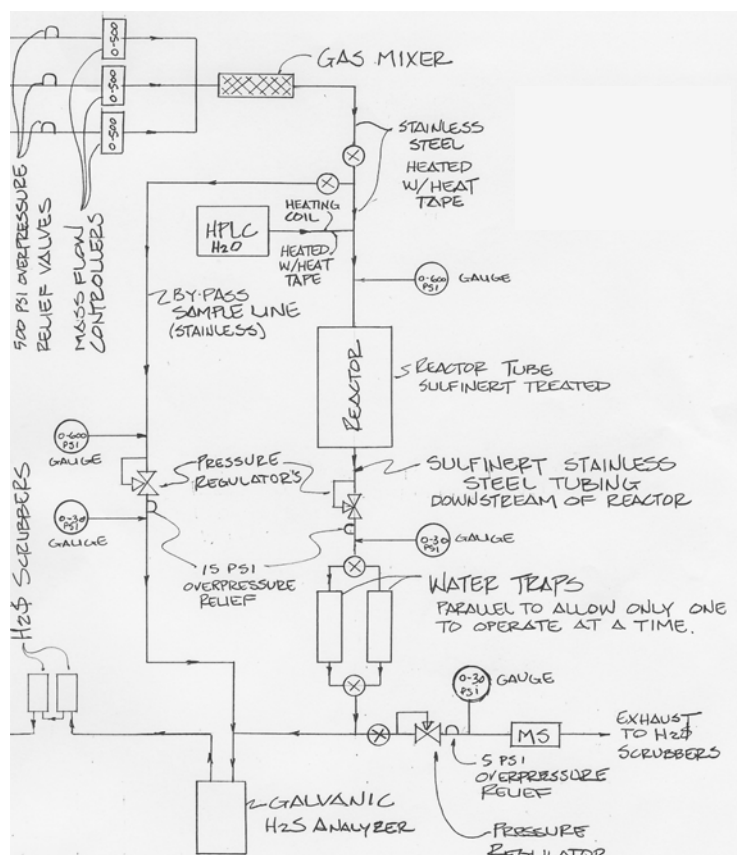 0-500
0-500
0-500
GAS MIXER
STAINLESS
STEEL
HEATED
W/HEAT
TAPE
500 PSI OVERPRESSURE
RELIEF VALVES
MASS FLOW
CONTROLLERS
HEATING
COIL
HPLC
H2O
HEATED
W/HEAT
TAPE
0-600
PSI
GAUGE
BY-PASS
SAMPLE LINE
(STAINLESS)
REACTOR
REACTOR TUBE
SULFINERT TREATED
0-600
PSI
GAUGE
PRESSURE
REGULATOR'S
SULFINERT STAINLESS
STEEL TUBING
DOWNSTREAM OF REACTOR
0-30
PSI
GAUGE
0-30
PSI
GAUGE
15 PSI
OVERPRESSURE
RELIEF
H2S SCRUBBERS
WATER TRAPS
PARALLEL TO ALLOW ONLY ONE
TO OPERATE AT A TIME.
0-30
PSI
GAUGE
MS
EXHAUST
TO H2S
SCRUBBERS
5 PSI
OVERPRESSURE
RELIEF
GALVANIC
H2S ANALYZER
PRESSURE
REGULATOR